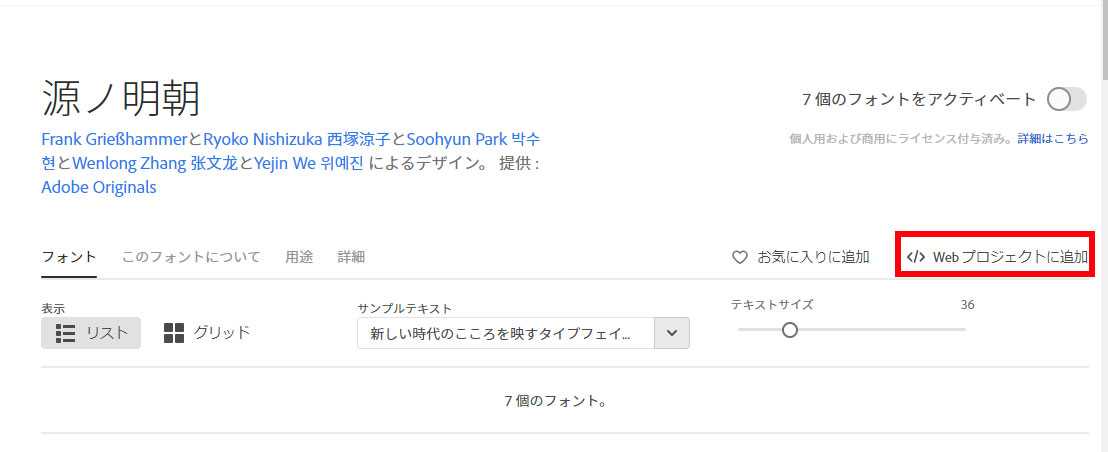 源ノ明朝
7 個のフォントをアクティベート
Frank GrießhammerとRyoko Nishizuka 西塚涼子とSoohyun Park 박수
현とWenlong Zhang 张文龙とYejin We 위예진 によるデザイン。 提供 :
Adobe Originals
個人用および商用にライセンス付与済み。詳細はこちら
フォント このフォントについて 用途 詳細 お気に入りに追加 </> Web プロジェクトに追加
表示 サンプルテキスト テキストサイズ 36
リスト グリッド 新しい時代のこころを映すタイプフェイ...
7 個のフォント。